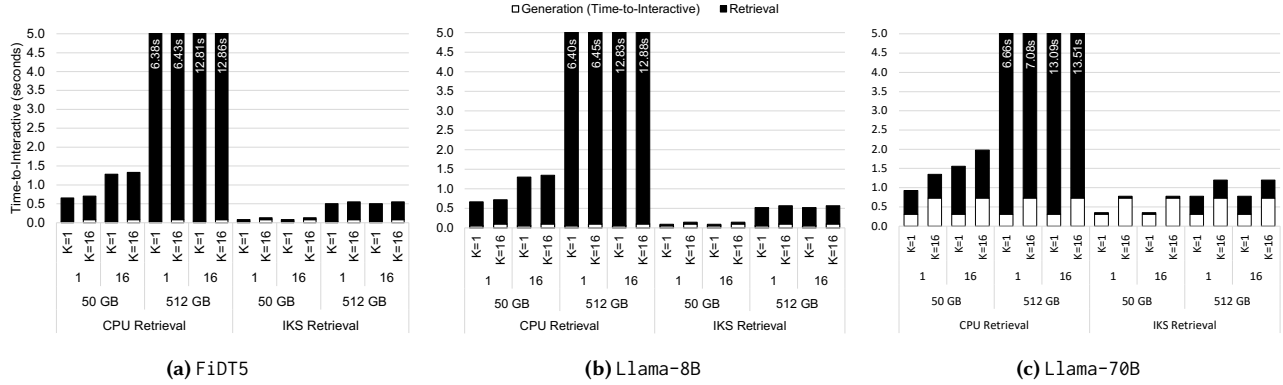 Generation (Time-to-Interactive) Retrieval
Time-to-Interactive (seconds)
5.0
4.5
4.0
3.5
3.0
2.5
2.0
1.5
1.0
0.5
0.0
6.38s 6.43s 12.81s 12.86s
K=1 K=16 K=1 K=16 K=1 K=16 K=1 K=16 K=1 K=16 K=1 K=16 K=1 K=16 K=1 K=16
1 16 1 16 1 16 1 16
50 GB 512 GB 50 GB 512 GB
CPU Retrieval IKS Retrieval
(a) FiDT5
5.0
4.5
4.0
3.5
3.0
2.5
2.0
1.5
1.0
0.5
0.0
6.40s 6.45s 12.83s 12.88s
K=1 K=16 K=1 K=16 K=1 K=16 K=1 K=16 K=1 K=16 K=1 K=16 K=1 K=16 K=1 K=16
1 16 1 16 1 16 1 16
50 GB 512 GB 50 GB 512 GB
CPU Retrieval IKS Retrieval
(b) Llama-8B
5.0
4.5
4.0
3.5
3.0
2.5
2.0
1.5
1.0
0.5
0.0
6.66s 7.08s 13.09s 13.51s
K=1 K=16 K=1 K=16 K=1 K=16 K=1 K=16 K=1 K=16 K=1 K=16 K=1 K=16 K=1 K=16
1 16 1 16 1 16 1 16
50 GB 512 GB 50 GB 512 GB
CPU Retrieval IKS Retrieval
(c) Llama-70B